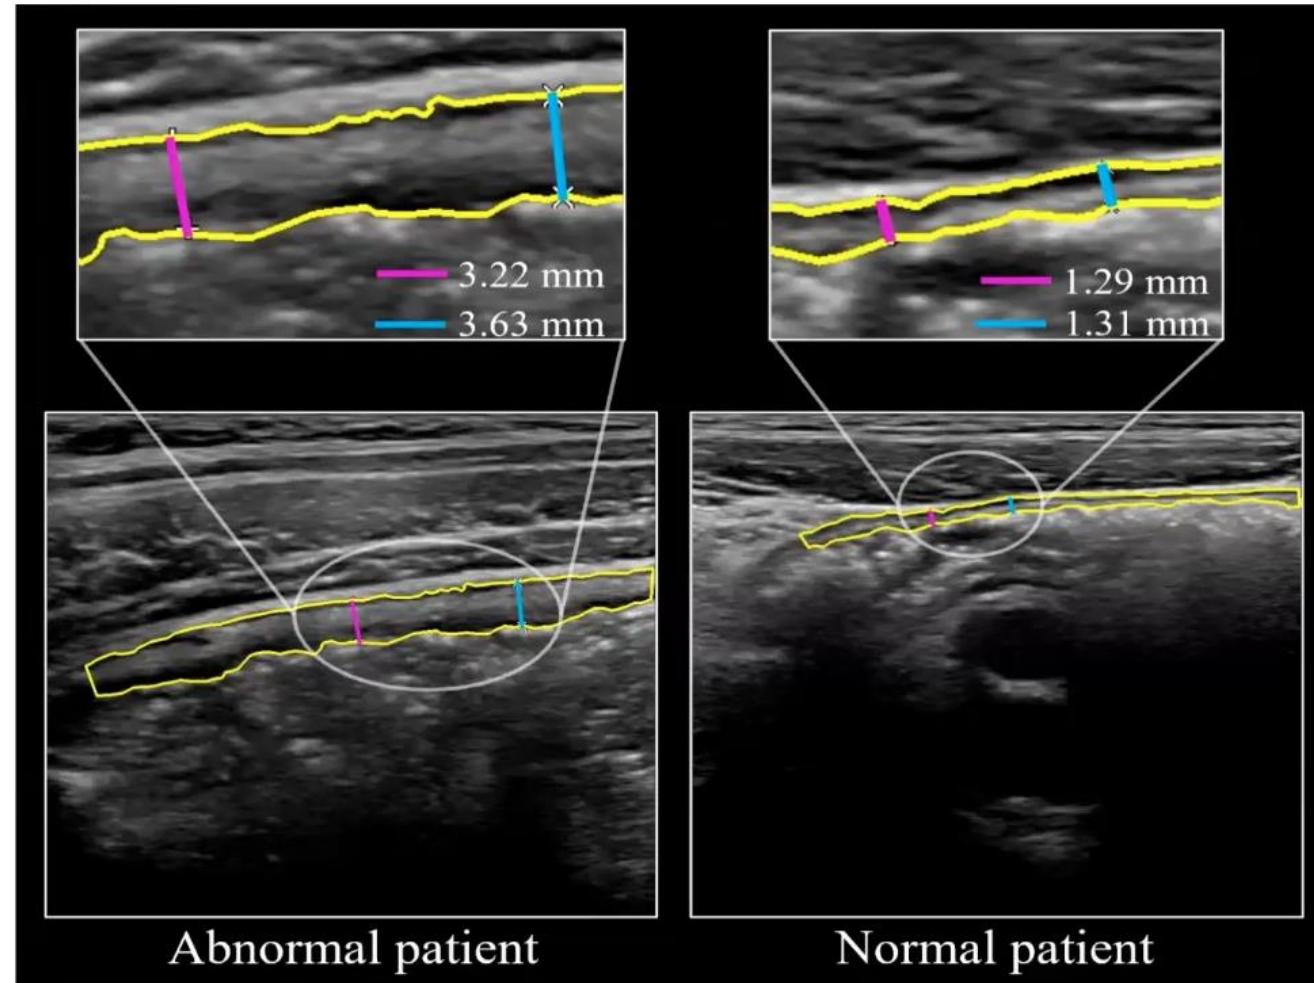 3.22 mm
3.63 mm
1.29 mm
1.31 mm
Abnormal patient
Normal patient